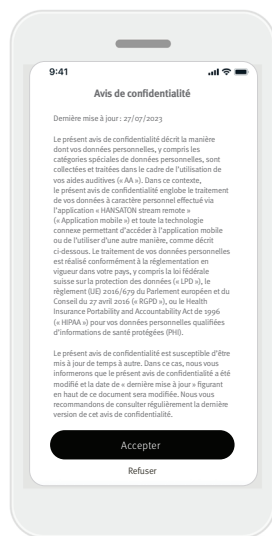 9:41
Avis de confidentialité
Dernière mise à jour : 27/07/2023
Le présent avis de confidentialité décrit la manière
dont vos données personnelles, y compris les
catégories spéciales de données personnelles, sont
collectées et traitées dans le cadre de l'utilisation de
vos aides auditives (« AA »). Dans ce contexte,
le présent avis de confidentialité englobe le traitement
de vos données à caractère personnel effectué via
l'application « HANSATON stream remote »
(« Application mobile ») et toute la technologie
connexe permettant d'accéder à l'application mobile
ou de l'utiliser d'une autre manière, comme décrit
ci-dessous. Le traitement de vos données personnelles
est réalisé conformément à la réglementation en
vigueur dans votre pays, y compris la loi fédérale
suisse sur la protection des données (« LPD »), le
règlement (UE) 2016/679 du Parlement européen et du
Conseil du 27 avril 2016 (« RGPD »), ou le Health
Insurance Portability and Accountability Act de 1996
(« HIPAA ») pour vos données personnelles qualifiées
d'informations de santé protégées (PHI).
Le présent avis de confidentialité est susceptible d'être
mis à jour de temps à autre. Dans ce cas, nous vous
informerons que le présent avis de confidentialité a été
modifié et la date de « dernière mise à jour » figurant
en haut de ce document sera modifiée. Nous vous
recommandons de consulter régulièrement la dernière
version de cet avis de confidentialité.
Accepter
Refuser